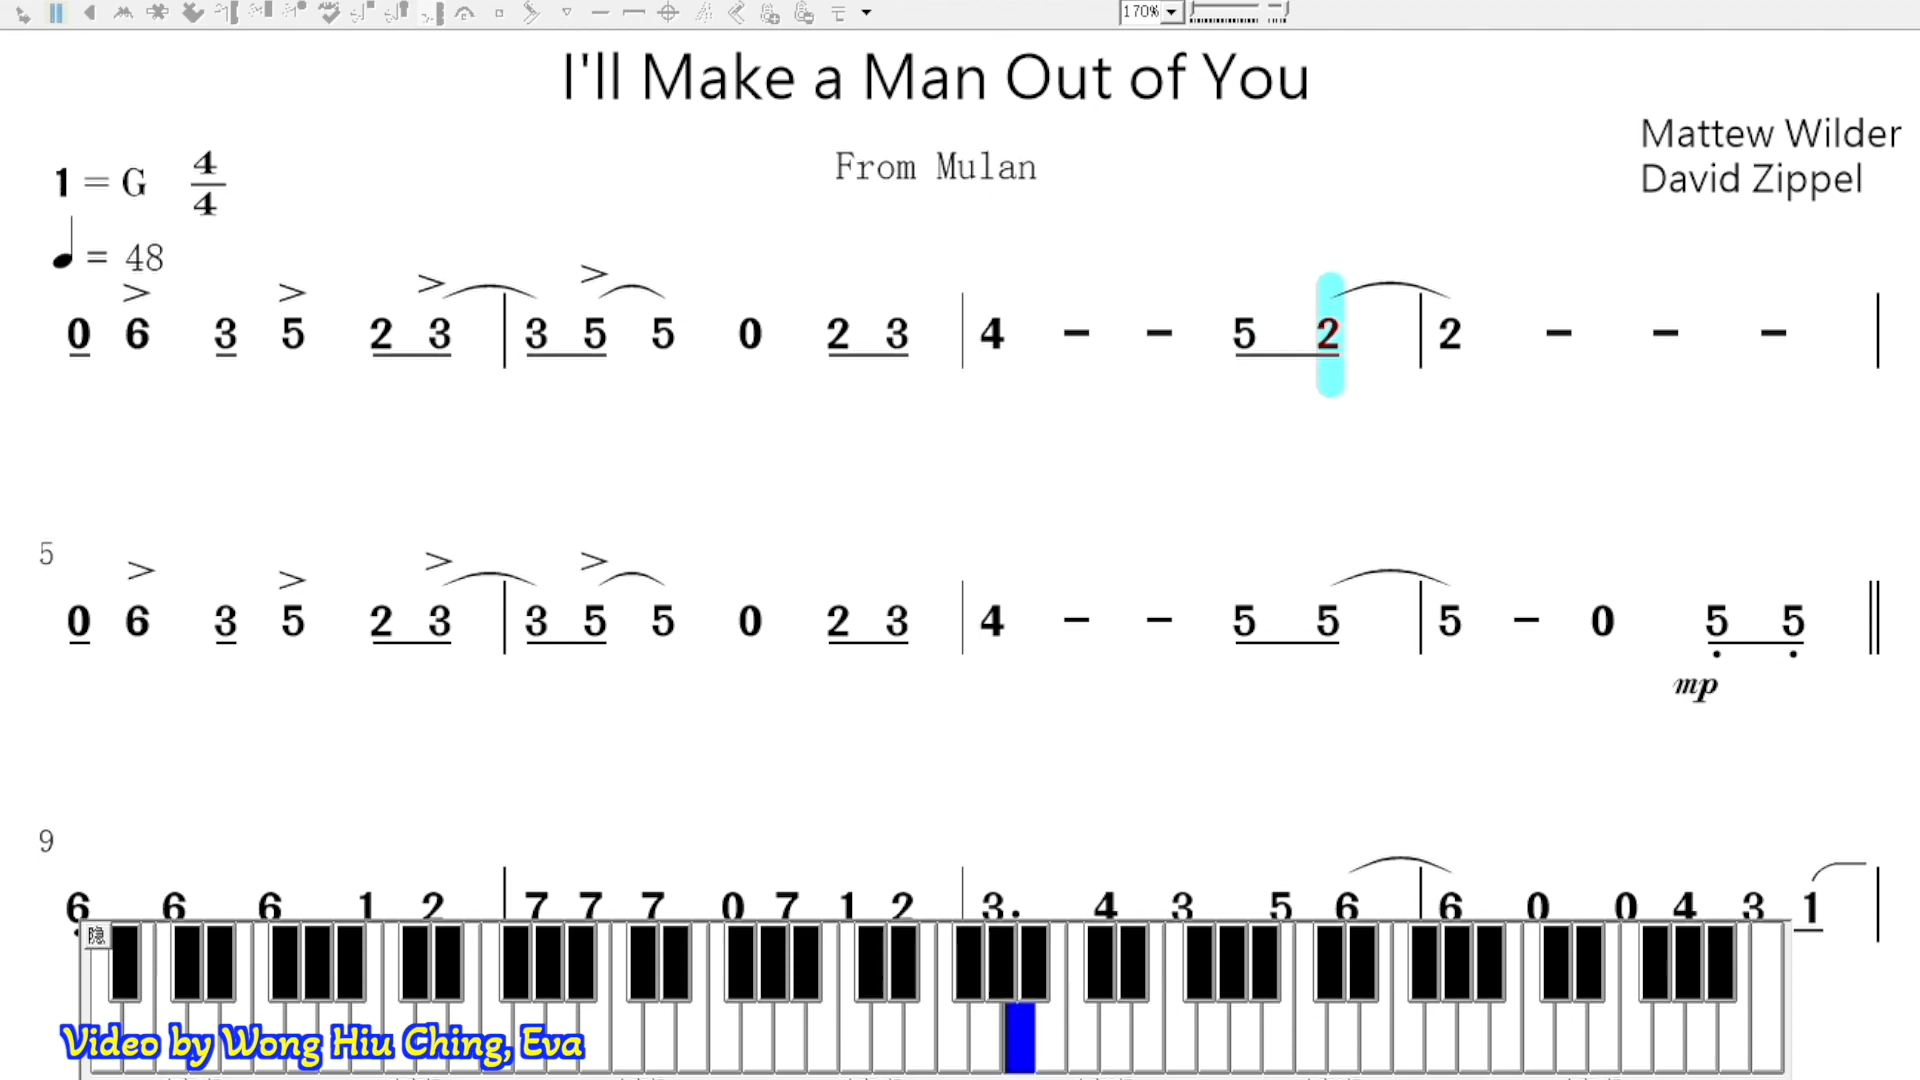 170%
I'll Make a Man Out of You
From Mulan
Mattew Wilder
David Zippel
1 = G 4/4
♩ = 48
0 6 3 5 2 3 | 3 5 5 0 2 3 | 4 - - 5 2 | 2 - - - |
5
0 6 3 5 2 3 | 3 5 5 0 2 3 | 4 - - 5 5 | 5 - 0 5 5 ||
mp
9
6 6 6 1 2 | 7 7 7 0 7 1 2 | 3. 4 3 5 6 | 6 0 0 4 3 1 |
隐
Video by Wong Hiu Ching, Eva